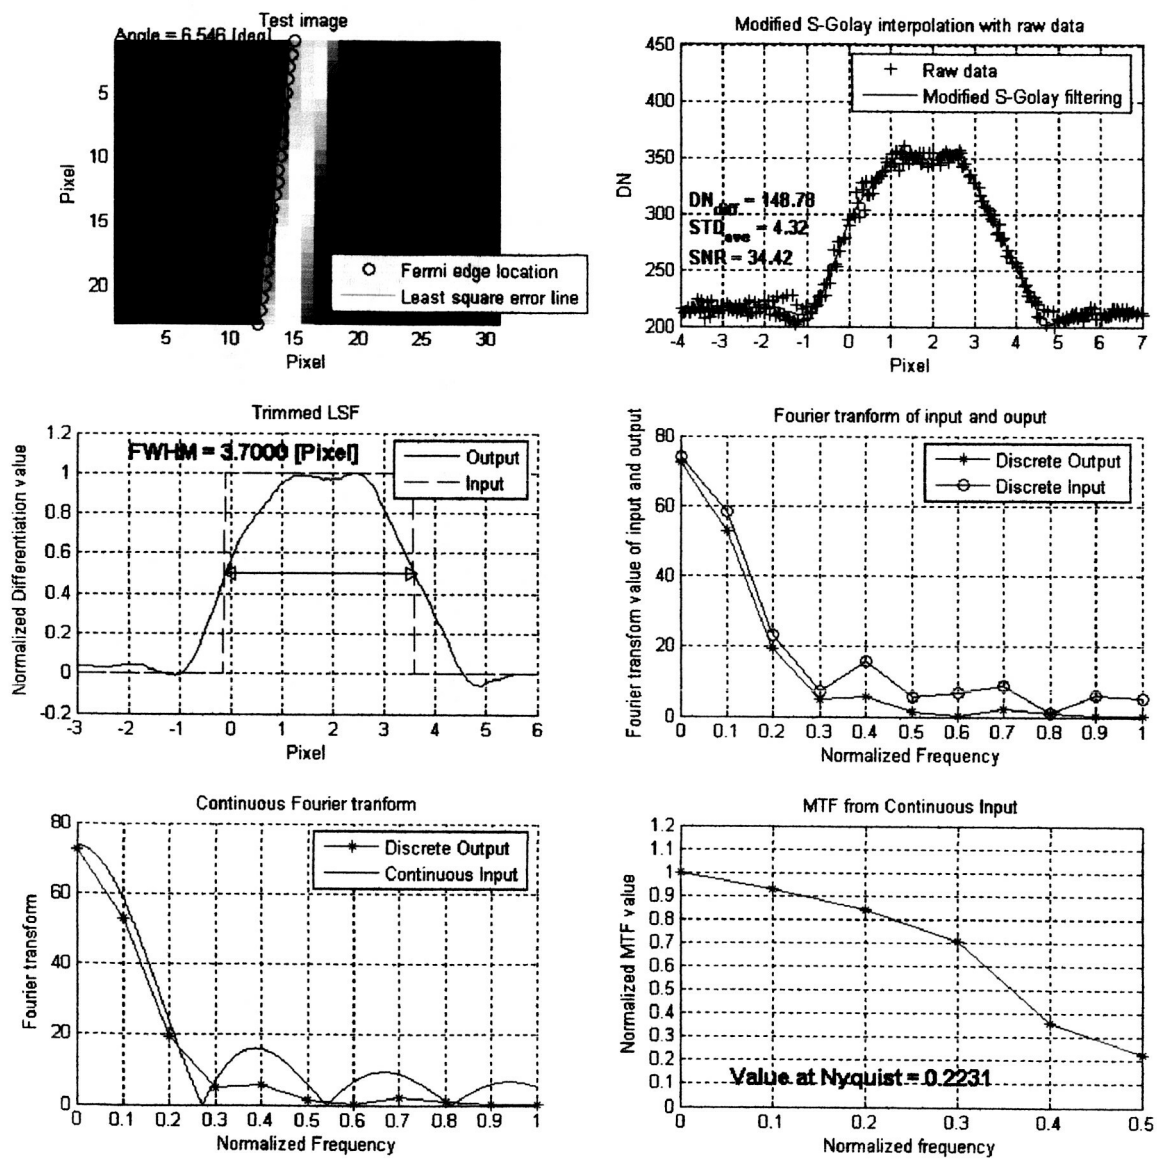 Test image
Angle = 6.546 [deg]
5
10
15
20
Pixel
Fermi edge location
Least square error line
5 10 15 20 25 30
Pixel
Modified S-Golay interpolation with raw data
450
400
350
300
250
200
DN
Raw data
Modified S-Golay filtering
DN diff = 148.78
STD ave = 4.32
SNR = 34.42
-4 -3 -2 -1 0 1 2 3 4 5 6 7
Pixel
Trimmed LSF
1.2
1
0.8
0.6
0.4
0.2
0
-0.2
Normalized Differentiation value
FWHM = 3.7000 [Pixel]
Output
Input
-3 -2 -1 0 1 2 3 4 5 6
Pixel
Fourier tranform of input and ouput
80
60
40
20
0
Fourier transfom value of input and output
Discrete Output
Discrete Input
0 0.1 0.2 0.3 0.4 0.5 0.6 0.7 0.8 0.9 1
Normalized Frequency
Continuous Fourier tranform
80
60
40
20
0
Fourier transform
Discrete Output
Continuous Input
0 0.1 0.2 0.3 0.4 0.5 0.6 0.7 0.8 0.9 1
Normalized Frequency
MTF from Continuous Input
1.2
1.1
1
0.9
0.8
0.7
0.6
0.5
0.4
0.3
0.2
0.1
0
Normalized MTF value
Value at Nyquist = 0.2231
0 0.1 0.2 0.3 0.4 0.5
Normalized frequency